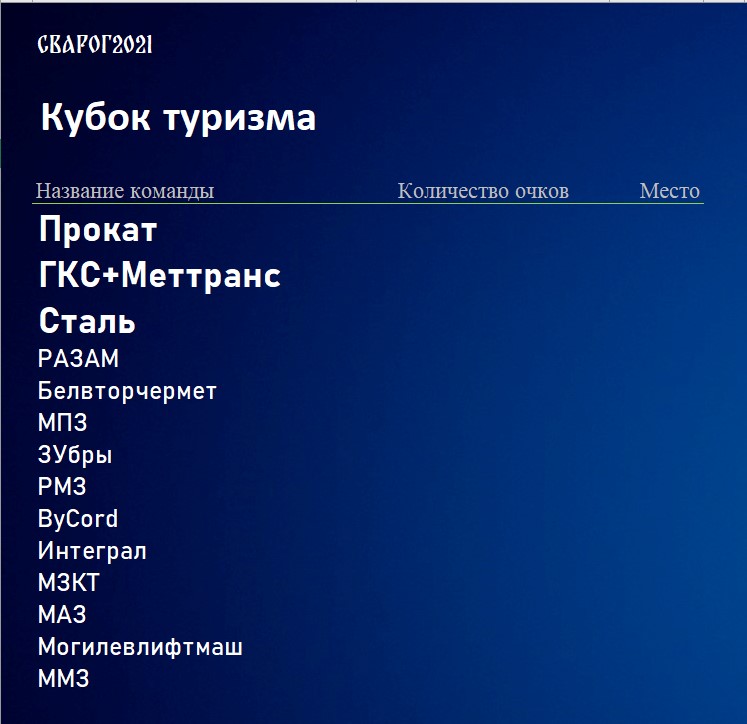 СВАРОГ2021
Кубок туризма
Название команды Количество очков Место
Прокат
ГКС+Меттранс
Сталь
РАЗАМ
Белвторчермет
МПЗ
ЗУбры
РМЗ
ByCord
Интеграл
МЗКТ
МАЗ
Могилевлифтмаш
ММЗ